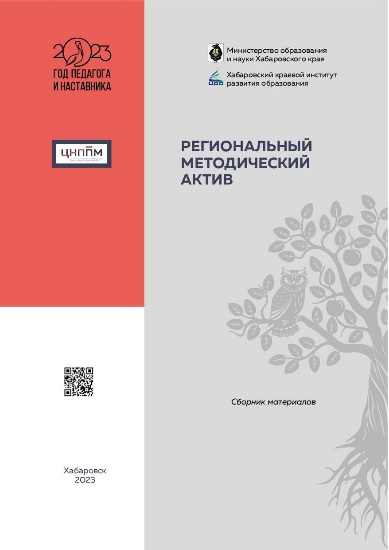 2023
ГОД ПЕДАГОГА
И НАСТАВНИКА
Министерство образования
и науки Хабаровского края
Хабаровский краевой институт
развития образования
ЦНППМ
РЕГИОНАЛЬНЫЙ
МЕТОДИЧЕСКИЙ
АКТИВ
Сборник материалов
Хабаровск
2023